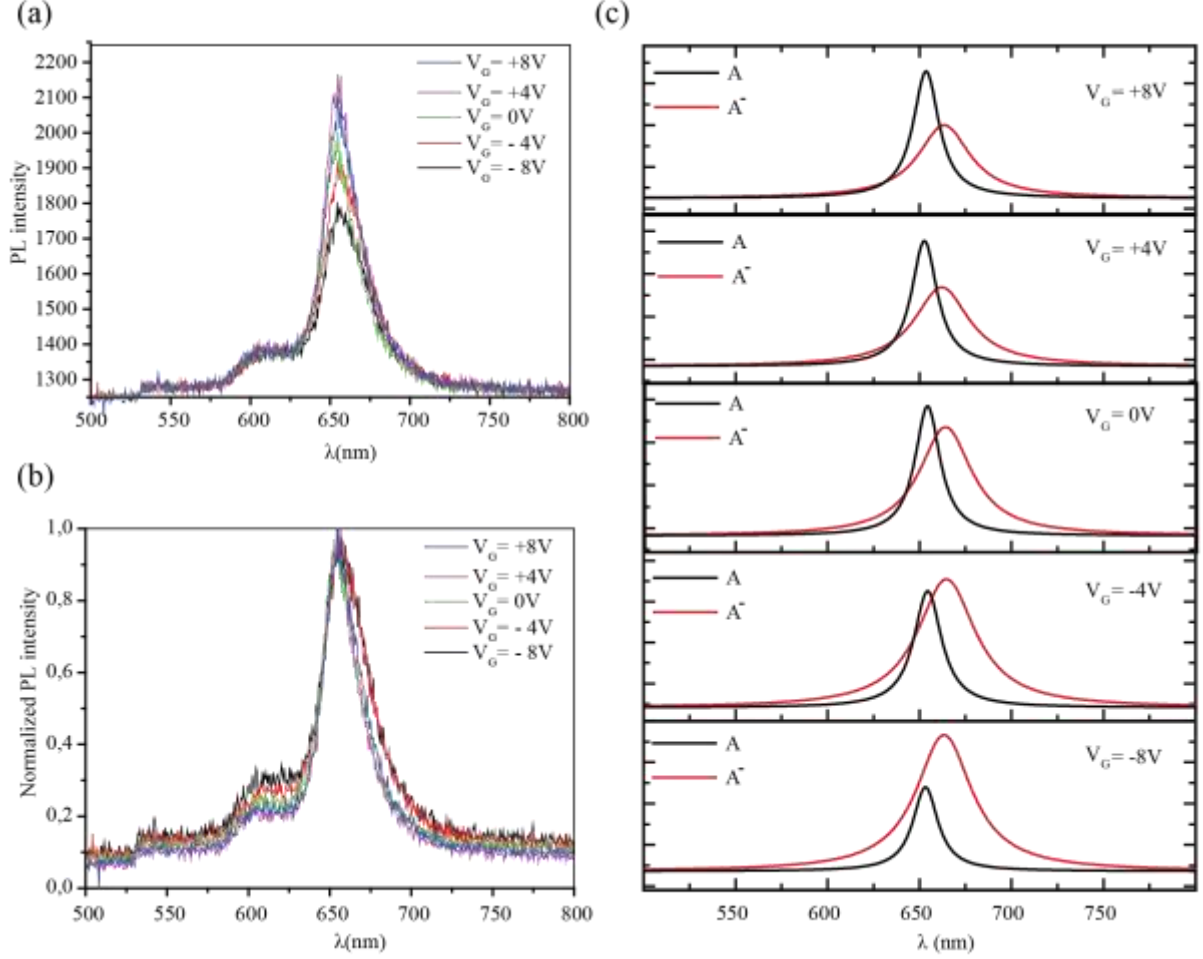 (a)
PL intensity
2200
2100
2000
1900
1800
1700
1600
1500
1400
1300
V_G= +8V
V_G= +4V
V_G= 0V
V_G= - 4V
V_G= - 8V
500 550 600 650 700 750 800
λ(nm)
(b)
Normalized PL intensity
1,0
0,8
0,6
0,4
0,2
0,0
V_G= +8V
V_G= +4V
V_G= 0V
V_G= - 4V
V_G= - 8V
500 550 600 650 700 750 800
λ(nm)
(c)
A
A⁻
V_G= +8V
A
A⁻
V_G= +4V
A
A⁻
V_G= 0V
A
A⁻
V_G= -4V
A
A⁻
V_G= -8V
550 600 650 700 750
λ (nm)